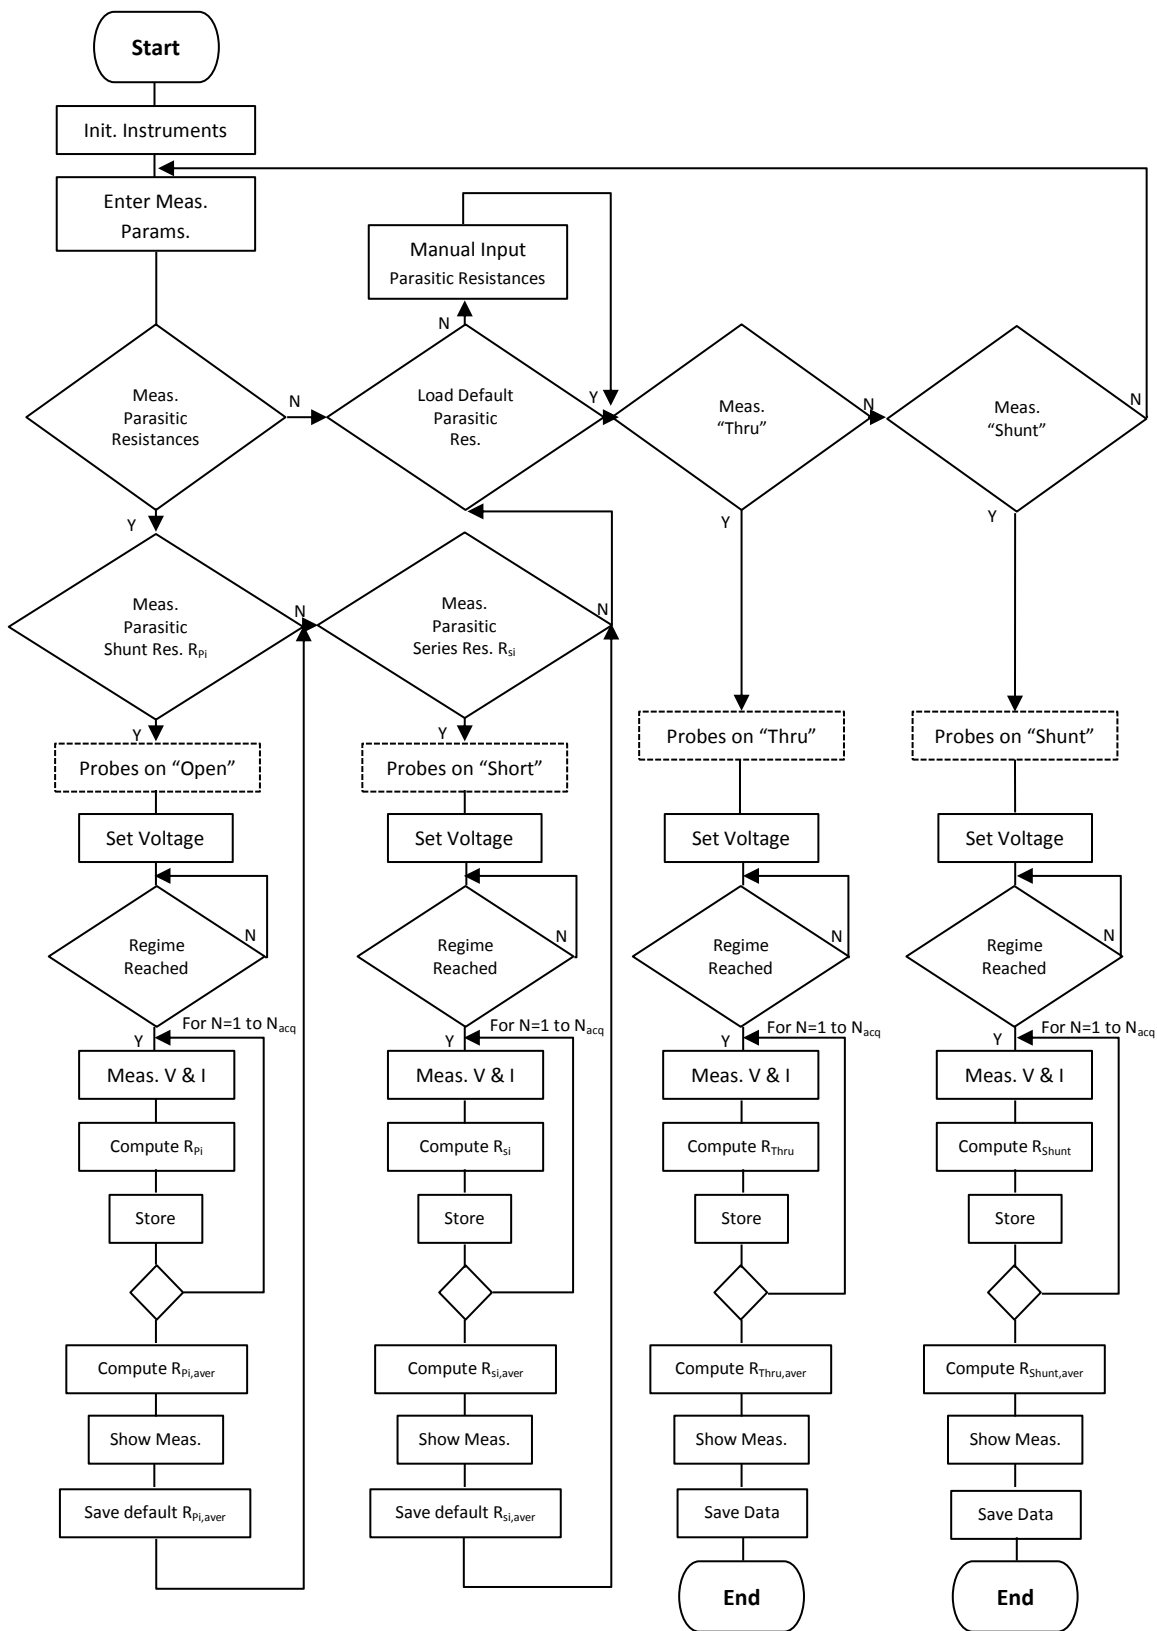 Start
Init. Instruments
Enter Meas.
Params.
Manual Input
Parasitic Resistances
N
Meas.
Parasitic
Resistances
N
Load Default
Parasitic
Res.
Y
Meas.
“Thru”
N
Meas.
“Shunt”
N
Y
Y
Y
Meas.
Parasitic
Shunt Res. R_Pi
N
Meas.
Parasitic
Series Res. R_si
N
Y
Y
Probes on “Open”
Probes on “Short”
Probes on “Thru”
Probes on “Shunt”
Set Voltage
Set Voltage
Set Voltage
Set Voltage
Regime
Reached
N
Regime
Reached
N
Regime
Reached
N
Regime
Reached
N
For N=1 to N_acq
For N=1 to N_acq
For N=1 to N_acq
For N=1 to N_acq
Y
Y
Y
Y
Meas. V & I
Meas. V & I
Meas. V & I
Meas. V & I
Compute R_Pi
Compute R_si
Compute R_Thru
Compute R_Shunt
Store
Store
Store
Store
Compute R_Pi,aver
Compute R_si,aver
Compute R_Thru,aver
Compute R_Shunt,aver
Show Meas.
Show Meas.
Show Meas.
Show Meas.
Save default R_Pi,aver
Save default R_si,aver
Save Data
Save Data
End
End